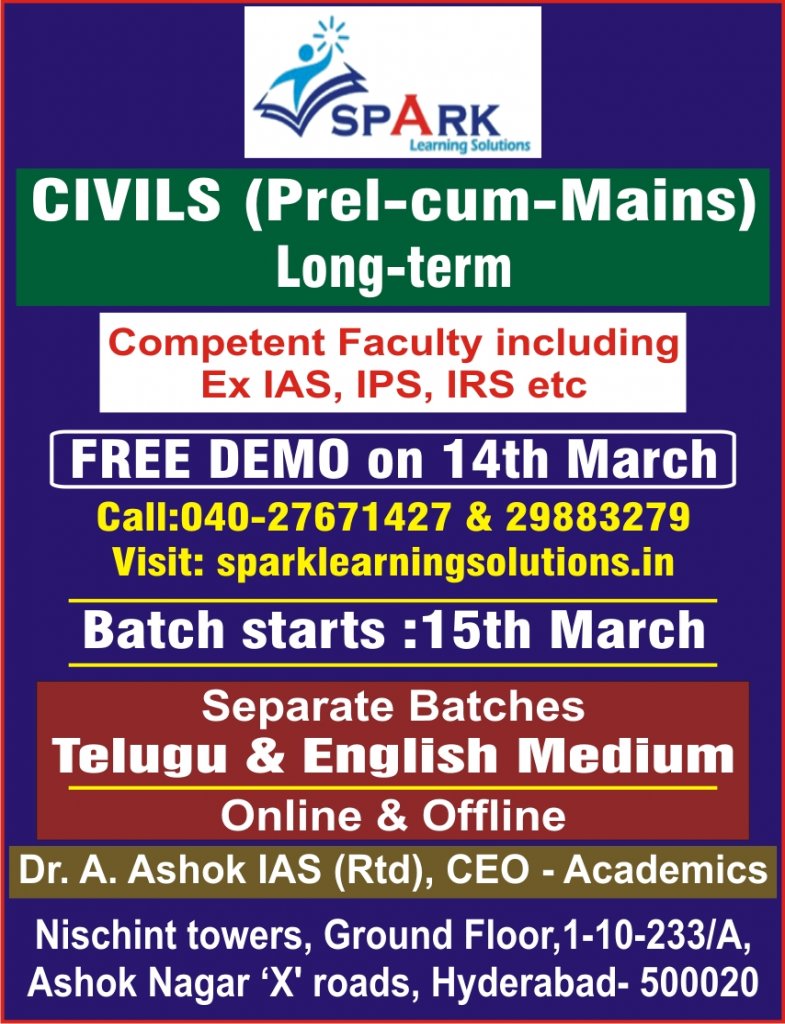 SPARK
Learning Solutions
CIVILS (Prel-cum-Mains)
Long-term
Competent Faculty including
Ex IAS, IPS, IRS etc
FREE DEMO on 14th March
Call:040-27671427 & 29883279
Visit: sparklearningsolutions.in
Batch starts :15th March
Separate Batches
Telugu & English Medium
Online & Offline
Dr. A. Ashok IAS (Rtd), CEO - Academics
Nischint towers, Ground Floor,1-10-233/A,
Ashok Nagar ‘X' roads, Hyderabad- 500020